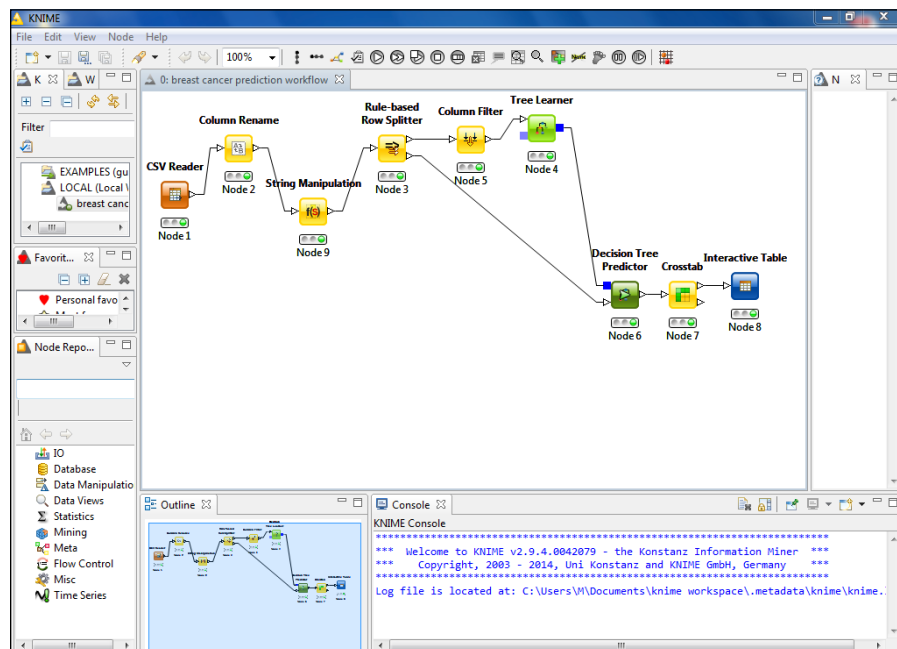 KNIME
File Edit View Node Help
100%
K W
0: breast cancer prediction workflow
N
Filter
EXAMPLES (gu
LOCAL (Local \
breast canc
CSV Reader
Node 1
Column Rename
Node 2
String Manipulation
Node 9
Rule-based
Row Splitter
Node 3
Column Filter
Node 5
Tree Learner
Node 4
Decision Tree
Predictor
Node 6
Crosstab
Node 7
Interactive Table
Node 8
Favorit...
Personal favo
Node Repo...
IO
Database
Data Manipulatio
Data Views
Statistics
Mining
Meta
Flow Control
Misc
Time Series
Outline
Console
KNIME Console
*** Welcome to KNIME v2.9.4.0042079 - the Konstanz Information Miner ***
*** Copyright, 2003 - 2014, Uni Konstanz and KNIME GmbH, Germany ***
Log file is located at: C:\Users\M\Documents\knime workspace\.metadata\knime\knime.